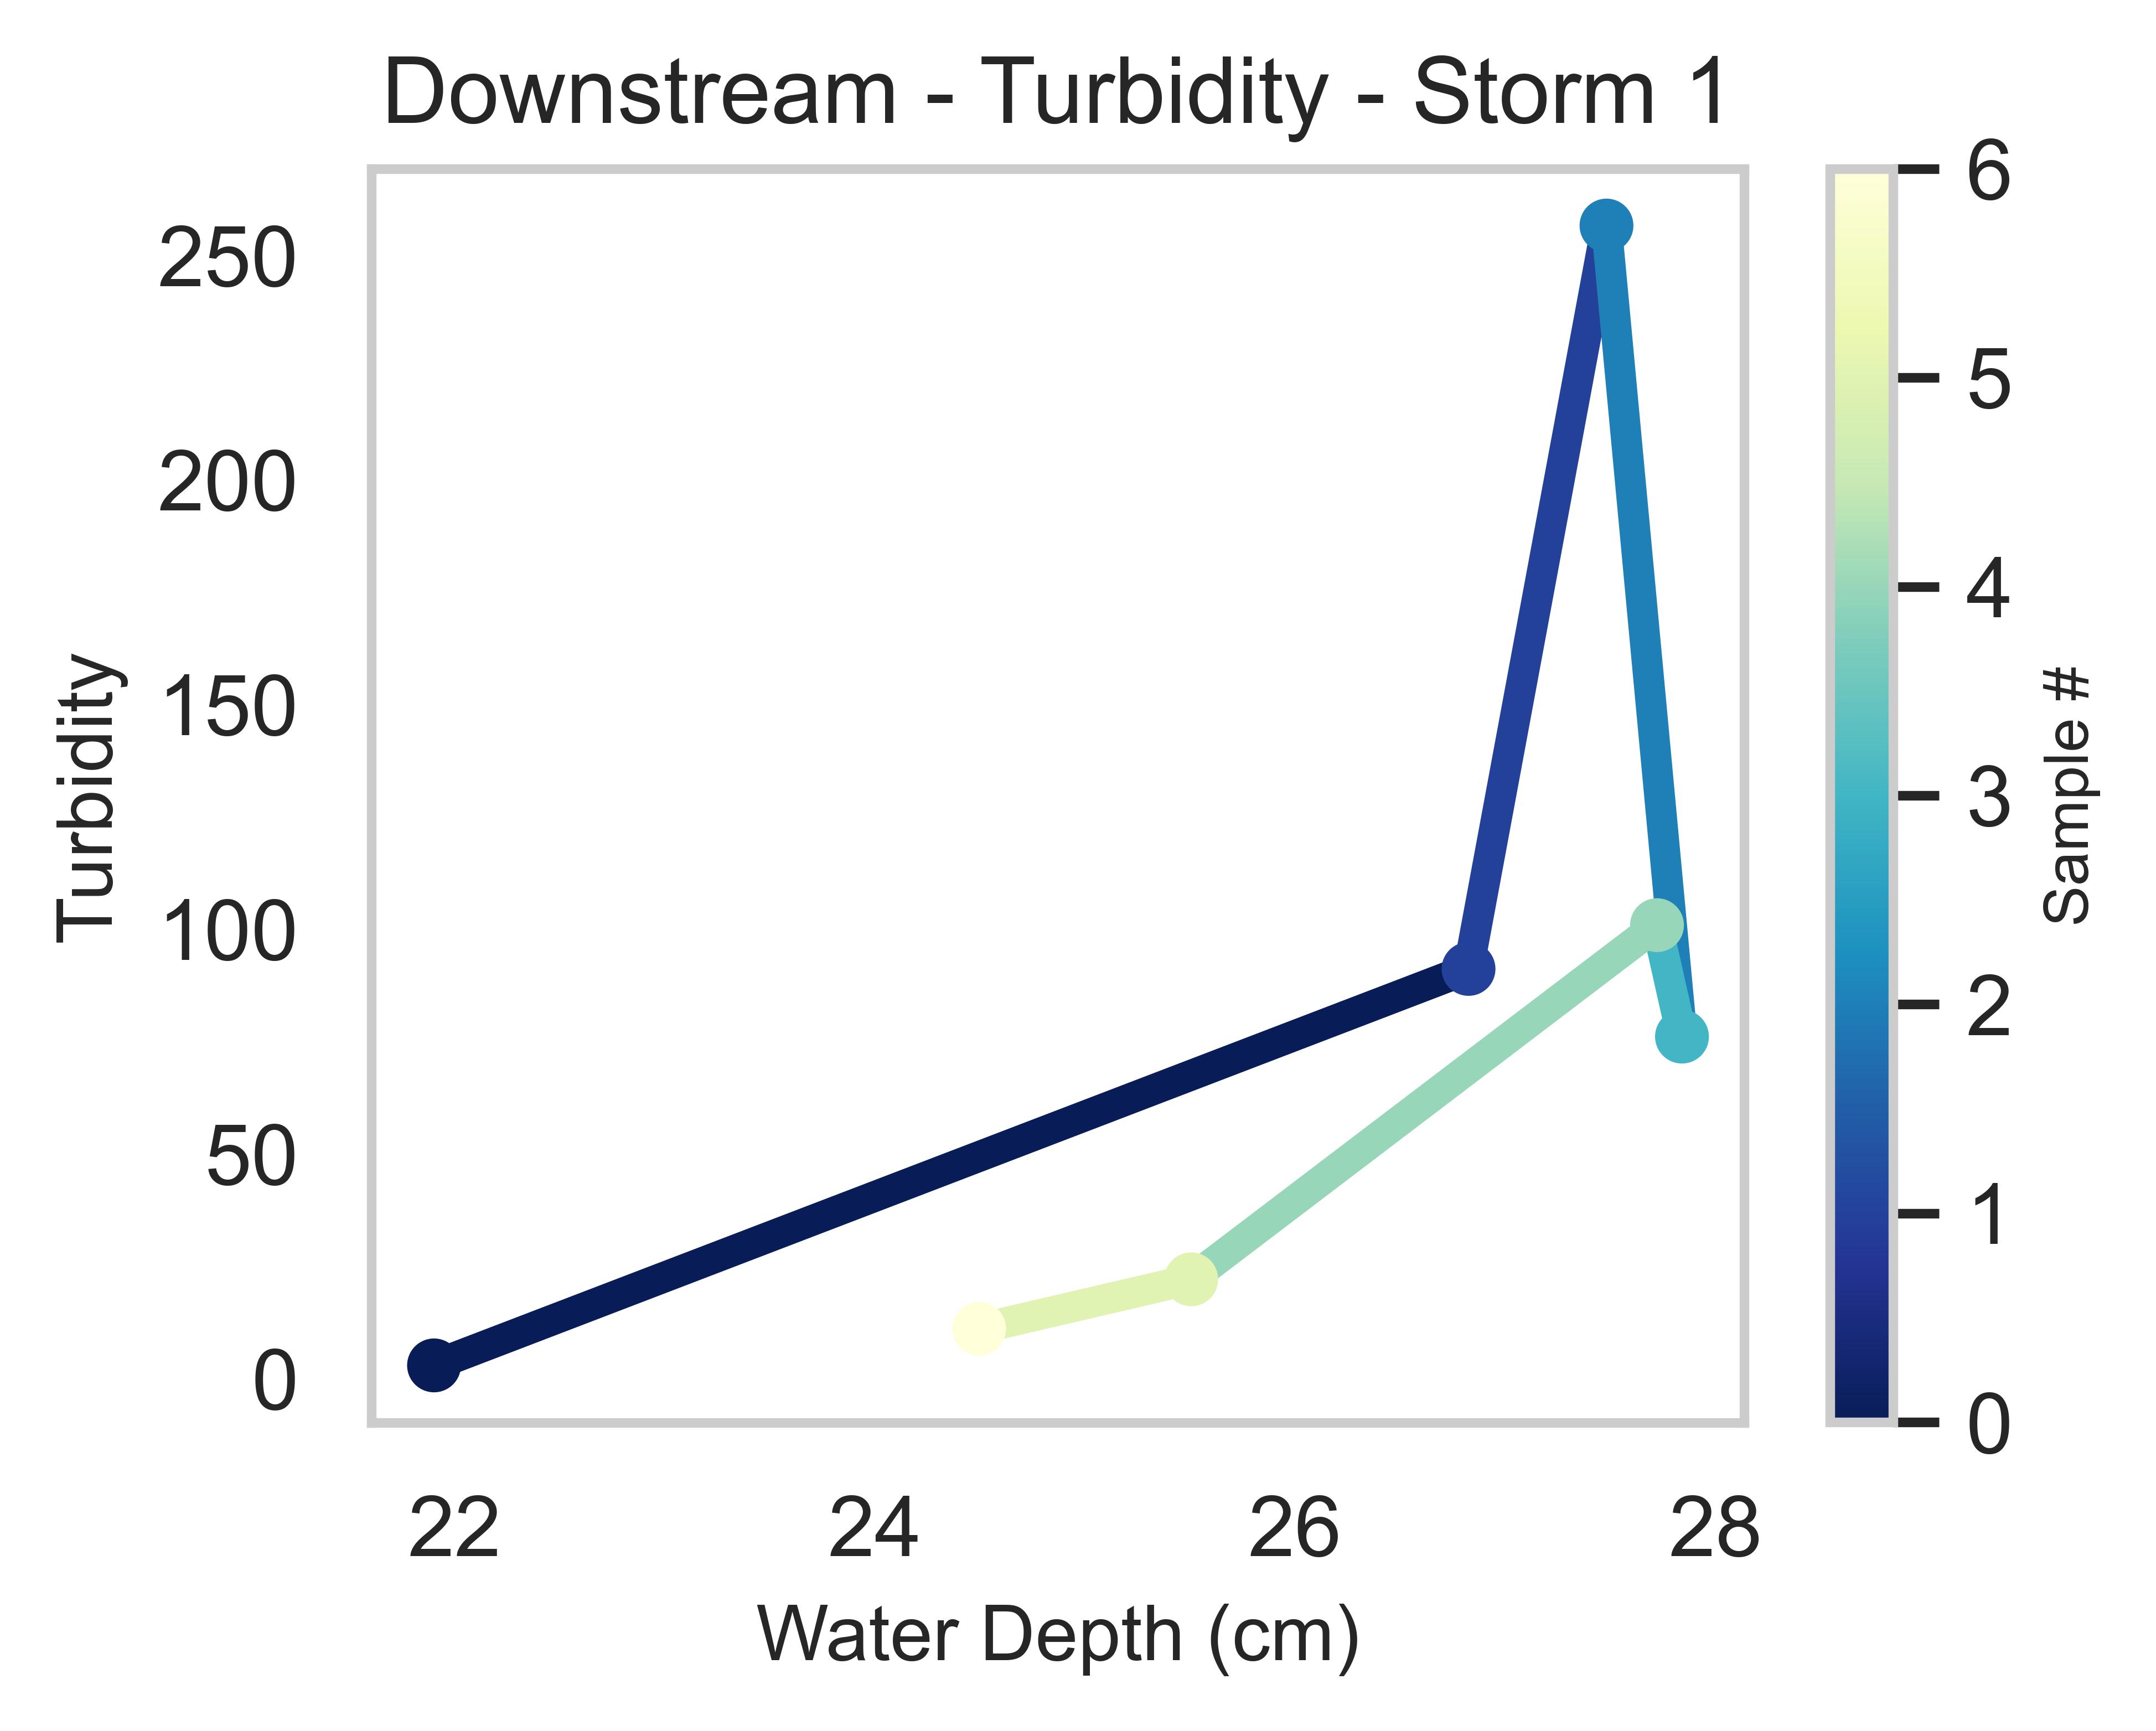 Downstream - Turbidity - Storm 1
250
200
150
100
50
0
Turbidity
22 24 26 28
Water Depth (cm)
6
5
4
3
2
1
0
Sample #